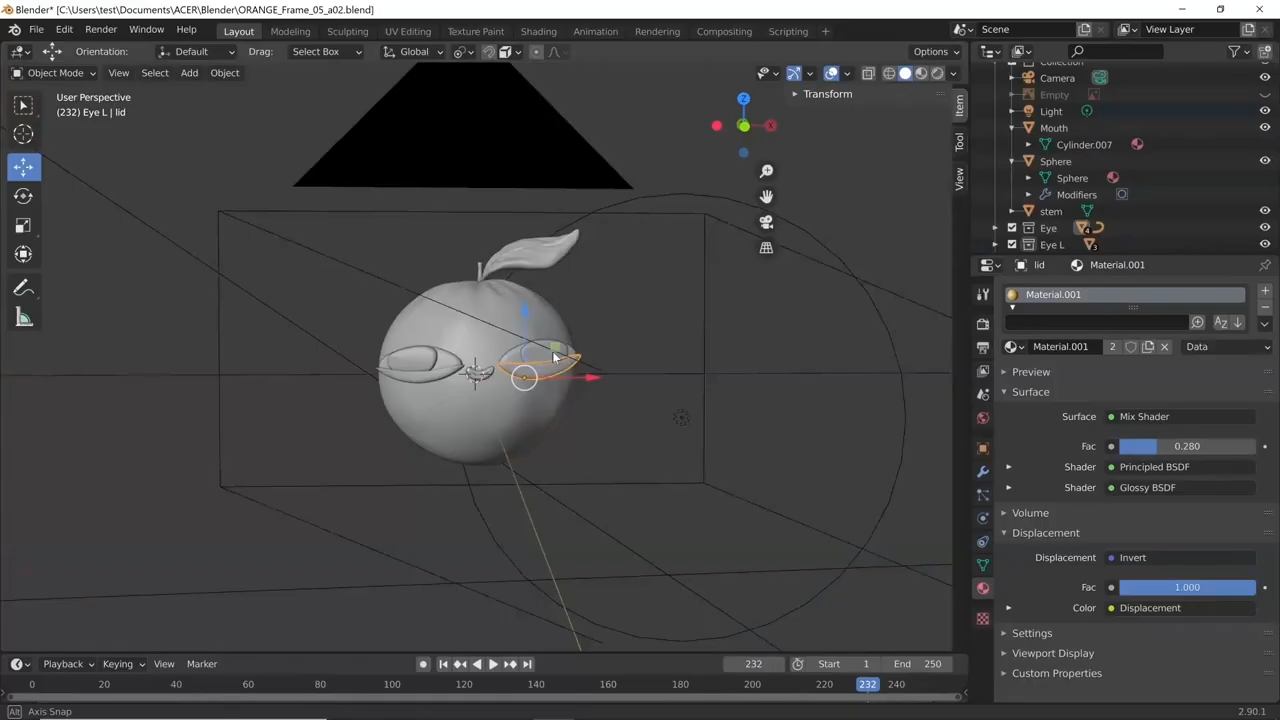 Blender* [C:\Users\test\Documents\ACER\Blender\ORANGE_Frame_05_a02.blend]
File Edit Render Window Help Layout Modeling Sculpting UV Editing Texture Paint Shading Animation Rendering Compositing Scripting + Scene View Layer
Orientation: Default Drag: Select Box Global Options
Object Mode View Select Add Object
User Perspective
(232) Eye L | lid
Z
X
Transform
Item
Tool
View
Collection
Camera
Empty
Light
Mouth
Cylinder.007
Sphere
Sphere
Modifiers
stem
Eye 4
Eye L 3
lid Material.001
Material.001
Material.001 2 Data
Preview
Surface
Surface Mix Shader
Fac 0.280
Shader Principled BSDF
Shader Glossy BSDF
Volume
Displacement
Displacement Invert
Fac 1.000
Color Displacement
Settings
Viewport Display
Custom Properties
Playback Keying View Marker 232 Start 1 End 250
0 20 40 60 80 100 120 140 160 180 200 220 232 240
Alt Axis Snap 2.90.1